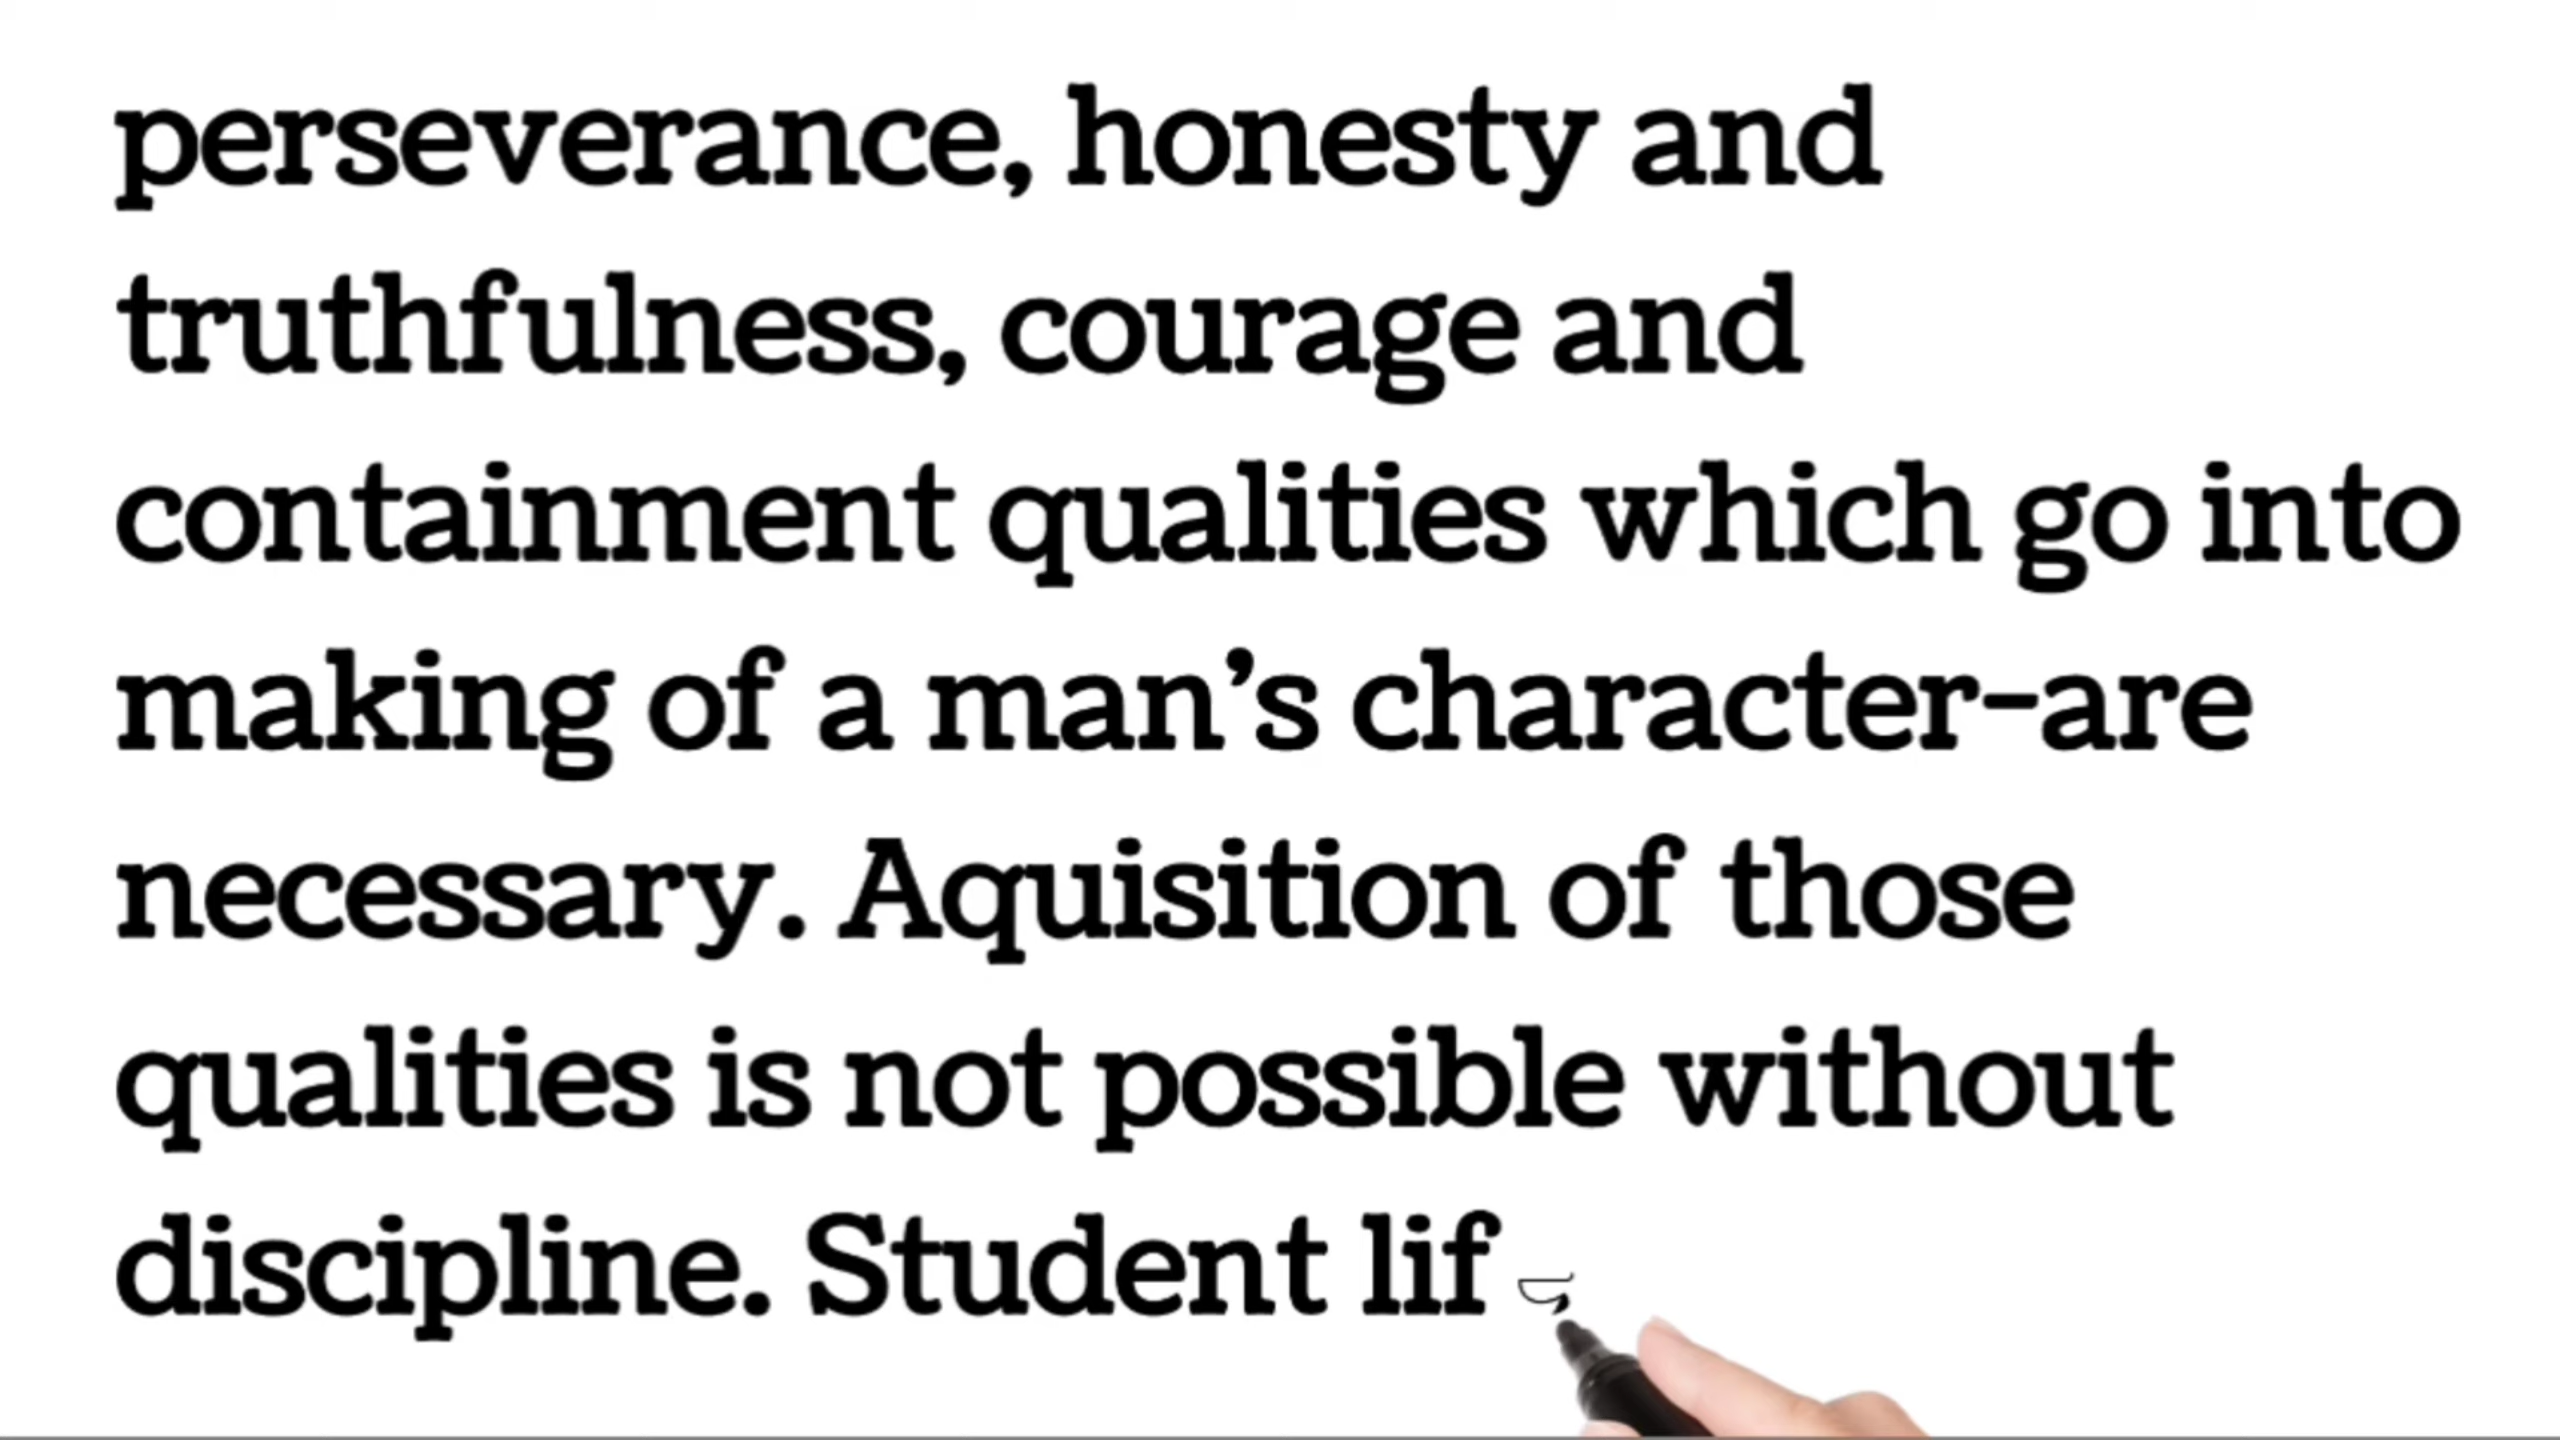 perseverance, honesty and
truthfulness, courage and
containment qualities which go into
making of a man’s character-are
necessary. Aquisition of those
qualities is not possible without
discipline. Student lif